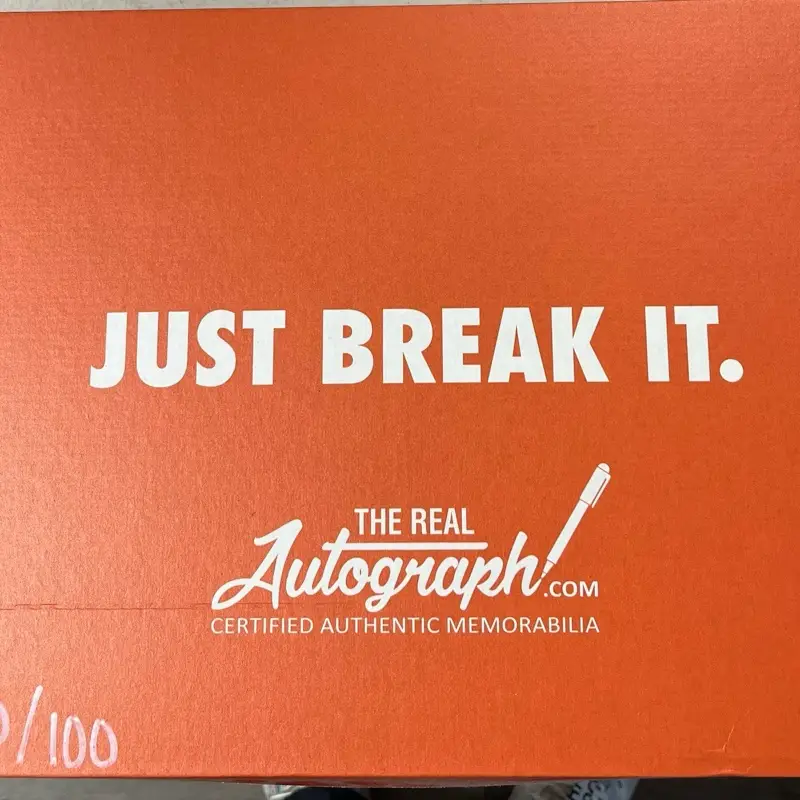 JUST BREAK IT.
THE REAL
Autograph
.COM
CERTIFIED AUTHENTIC MEMORABILIA
/100